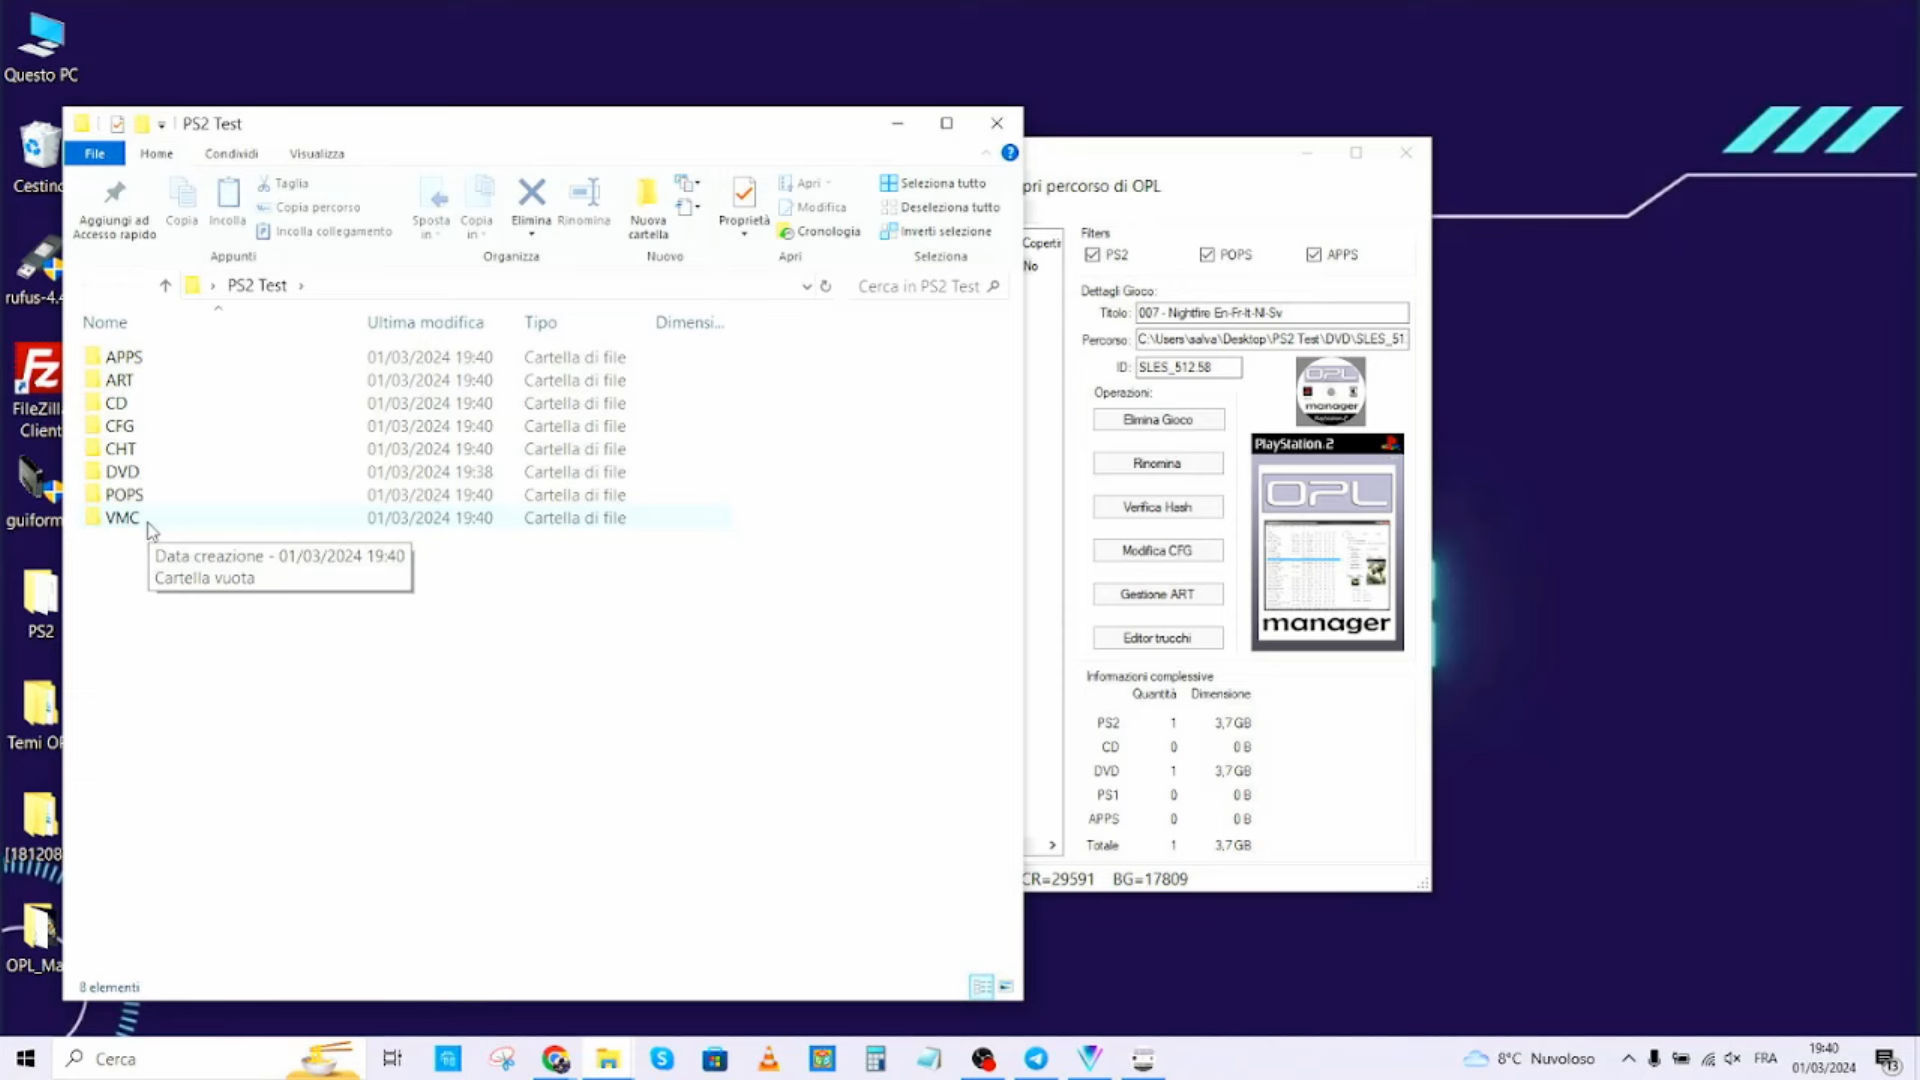 Questo PC
Cestino
rufus-4.4
FileZill
Client
guiform
PS2
Temi OP
[181208
OPL_Ma
PS2 Test
File
Home
Condividi
Visualizza
Aggiungi ad
Accesso rapido
Copia
Incolla
Taglia
Copia percorso
Incolla collegamento
Appunti
Sposta
in
Copia
in
Elimina
Rinomina
Organizza
Nuova
cartella
Nuovo
Proprietà
Apri
Modifica
Cronologia
Apri
Seleziona tutto
Deseleziona tutto
Inverti selezione
Seleziona
PS2 Test
Cerca in PS2 Test
Nome Ultima modifica Tipo Dimensi...
APPS 01/03/2024 19:40 Cartella di file
ART 01/03/2024 19:40 Cartella di file
CD 01/03/2024 19:40 Cartella di file
CFG 01/03/2024 19:40 Cartella di file
CHT 01/03/2024 19:40 Cartella di file
DVD 01/03/2024 19:38 Cartella di file
POPS 01/03/2024 19:40 Cartella di file
VMC 01/03/2024 19:40 Cartella di file
Data creazione - 01/03/2024 19:40
Cartella vuota
8 elementi
pri percorso di OPL
Coperti
No
Filters
PS2 POPS APPS
Dettagli Gioco:
Titolo: 007 - Nightfire En-Fr-It-Nl-Sv
Percorso: C:\Users\salva\Desktop\PS2 Test\DVD\SLES_51
ID: SLES_512.58
Operazioni:
Elimina Gioco
Rinomina
Verifica Hash
Modifica CFG
Gestione ART
Editor trucchi
OPL
manager
PlayStation.2
OPL
manager
Informazioni complessive
Quantità Dimensione
PS2 1 3,7GB
CD 0 0 B
DVD 1 3,7GB
PS1 0 0 B
APPS 0 0 B
Totale 1 3,7GB
CR=29591 BG=17809
Cerca
8°C Nuvoloso
FRA
19:40
01/03/2024
13